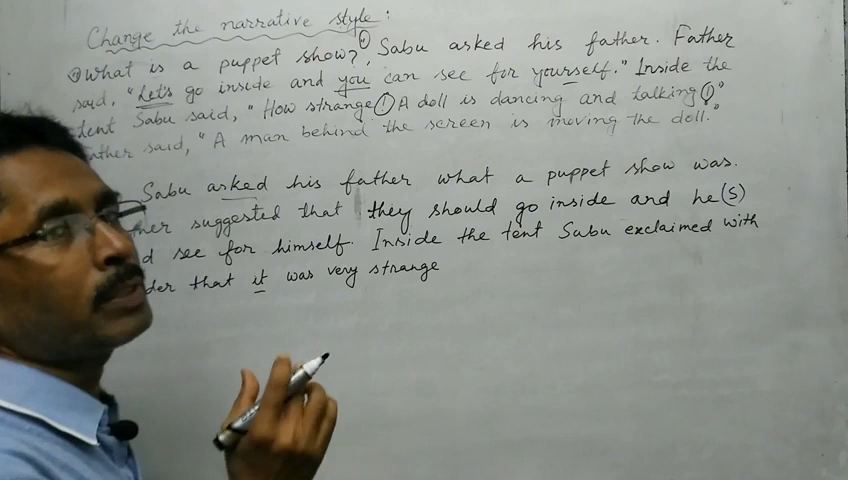 Change the narrative style:
"What is a puppet show?", Sabu asked his father. Father
said, "Let's go inside and you can see for yourself." Inside the
tent Sabu said, "How strange! A doll is dancing and talking!"
father said, "A man behind the screen is moving the doll."
Sabu asked his father what a puppet show was.
suggested that they should go inside and he(S)
see for himself. Inside the tent Sabu exclaimed with
that it was very strange